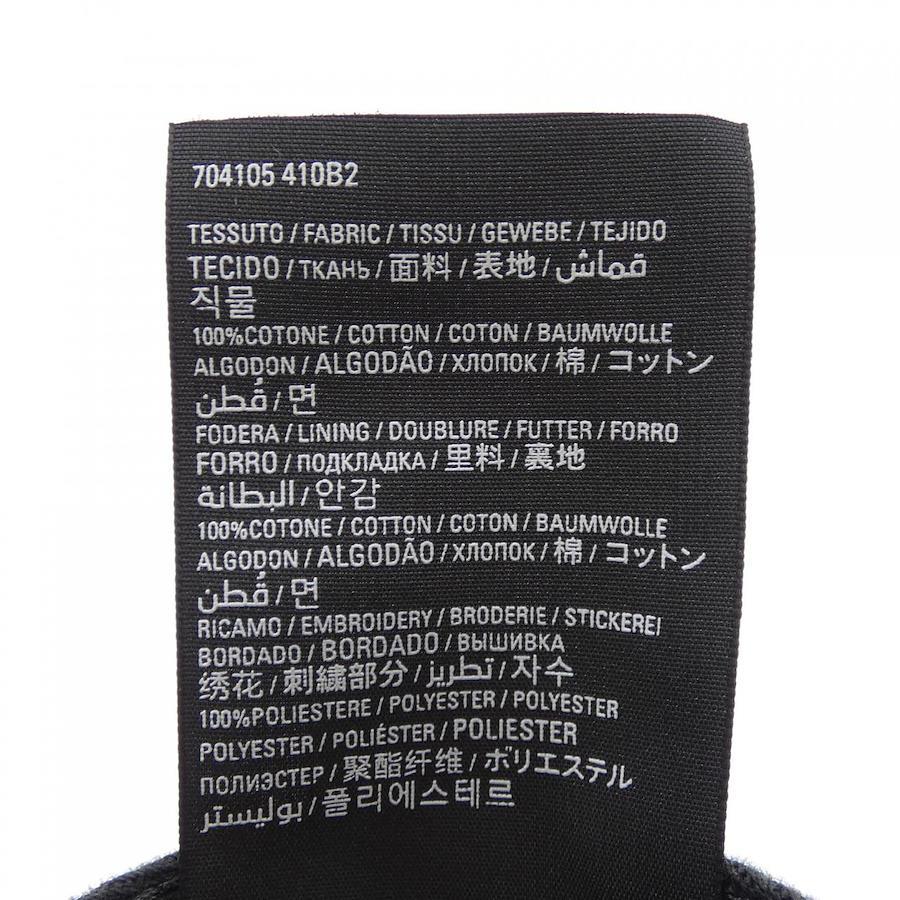 704105 410B2
TESSUTO / FABRIC / TISSU / GEWEBE / TEJIDO
TECIDO / ТКАНЬ / 面料 / 表地 / قماش
직물
100%COTONE / COTTON / COTON / BAUMWOLLE
ALGODON / ALGODÃO / ХЛОПОК / 棉 / コットン
قُطن / 면
FODERA / LINING / DOUBLURE / FUTTER / FORRO
FORRO / ПОДКЛАДКА / 里料 / 裏地
البطانة / 안감
100%COTONE / COTTON / COTON / BAUMWOLLE
ALGODON / ALGODÃO / ХЛОПОК / 棉 / コットン
قُطن / 면
RICAMO / EMBROIDERY / BRODERIE / STICKEREI
BORDADO / BORDADO / ВЫШИВКА
绣花 / 刺繍部分 / تطريز / 자수
100%POLIESTERE / POLYESTER / POLYESTER
POLYESTER / POLIÉSTER / POLIESTER
ПОЛИЭСТЕР / 聚酯纤维 / ポリエステル
بوليستر / 폴리에스테르